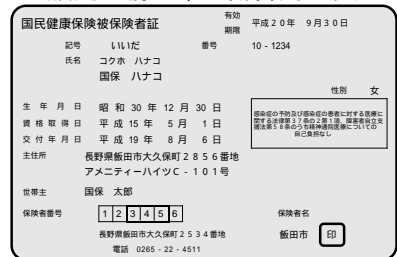 国民健康保険被保険者証 有効期限 平成20年 9月30日
記号 いいだ 番号 10-1234
氏名 コクホ ハナコ
国保 ハナコ
性別 女
生年月日 昭和30年12月30日
資格取得日 平成15年 5月 1日
交付年月日 平成19年 8月 6日
感染症の予防及び感染症の患者に対する医療に
関する法律第37条の2第1項、障害者自立支
援法第58条のうち精神通院医療についての
自己負担なし
主住所 長野県飯田市大久保町2856番地
アメニティーハイツC-101号
世帯主 国保 太郎
保険者番号 123456 保険者名
長野県飯田市大久保町2534番地 飯田市 印
電話 0265-22-4511